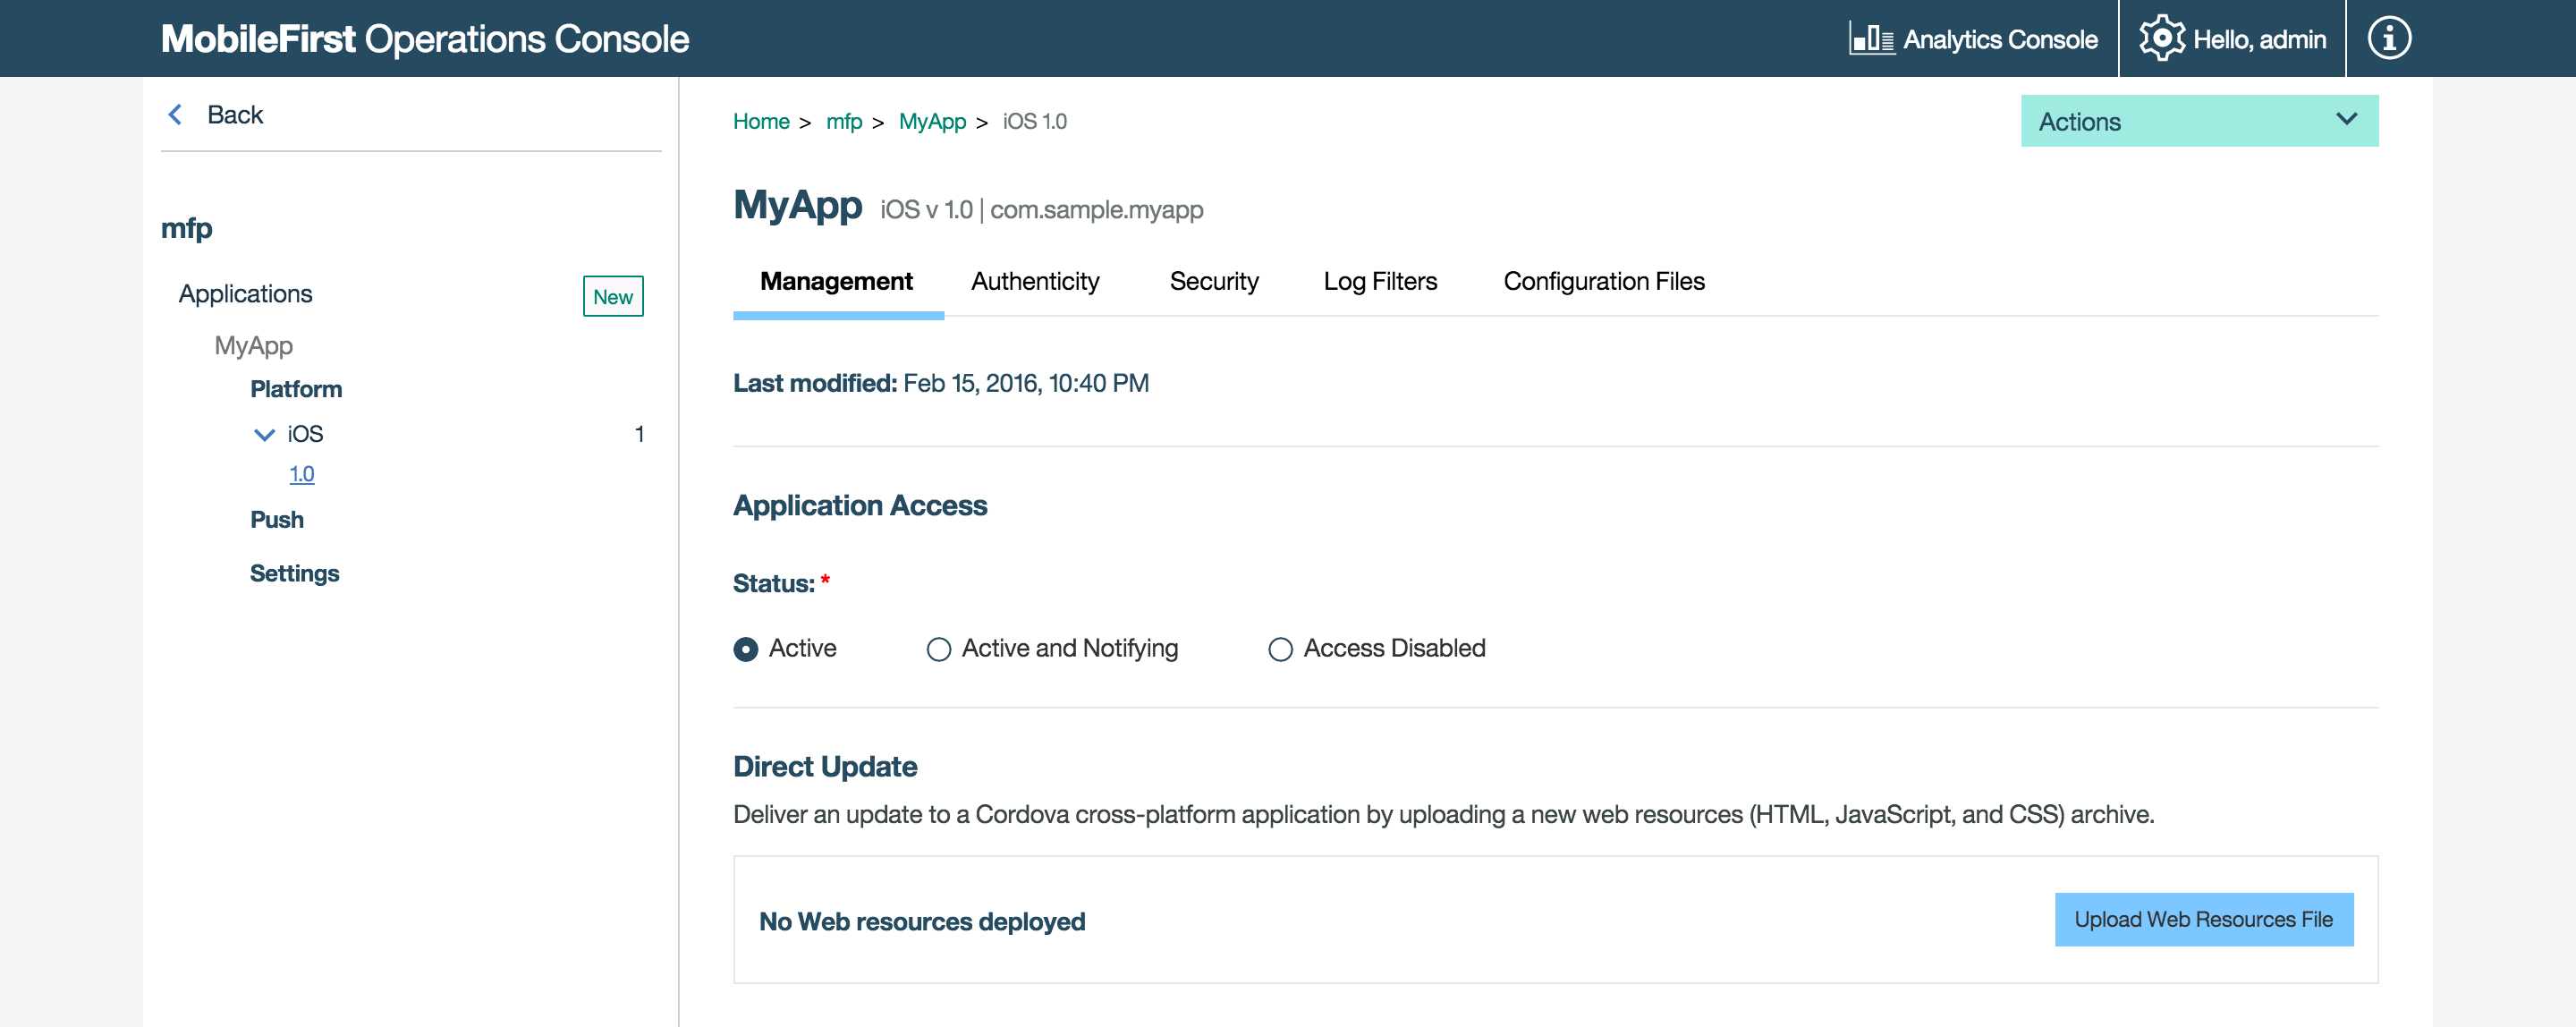 MobileFirst Operations Console
Analytics Console
Hello, admin
Back
mfp
Applications
New
MyApp
Platform
iOS 1
1.0
Push
Settings
Home > mfp > MyApp > iOS 1.0
Actions
MyApp iOS v 1.0 | com.sample.myapp
Management Authenticity Security Log Filters Configuration Files
Last modified: Feb 15, 2016, 10:40 PM
Application Access
Status: *
Active Active and Notifying Access Disabled
Direct Update
Deliver an update to a Cordova cross-platform application by uploading a new web resources (HTML, JavaScript, and CSS) archive.
No Web resources deployed
Upload Web Resources File